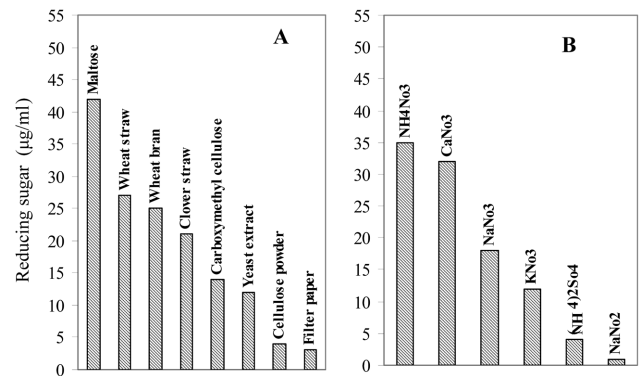 A
Reducing sugar (µg/ml)
55
50
45
40
35
30
25
20
15
10
5
0
Maltose
Wheat straw
Wheat bran
Clover straw
Carboxymethyl cellulose
Yeast extract
Cellulose powder
Filter paper
B
55
50
45
40
35
30
25
20
15
10
5
0
NH4No3
CaNo3
NaNo3
KNo3
(NH 4)2So4
NaNo2